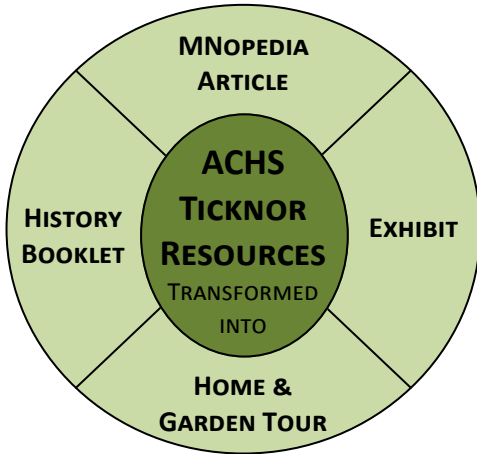 MNOPEDIA
ARTICLE
ACHS
TICKNOR
RESOURCES
TRANSFORMED
INTO
HISTORY
BOOKLET
EXHIBIT
HOME &
GARDEN TOUR